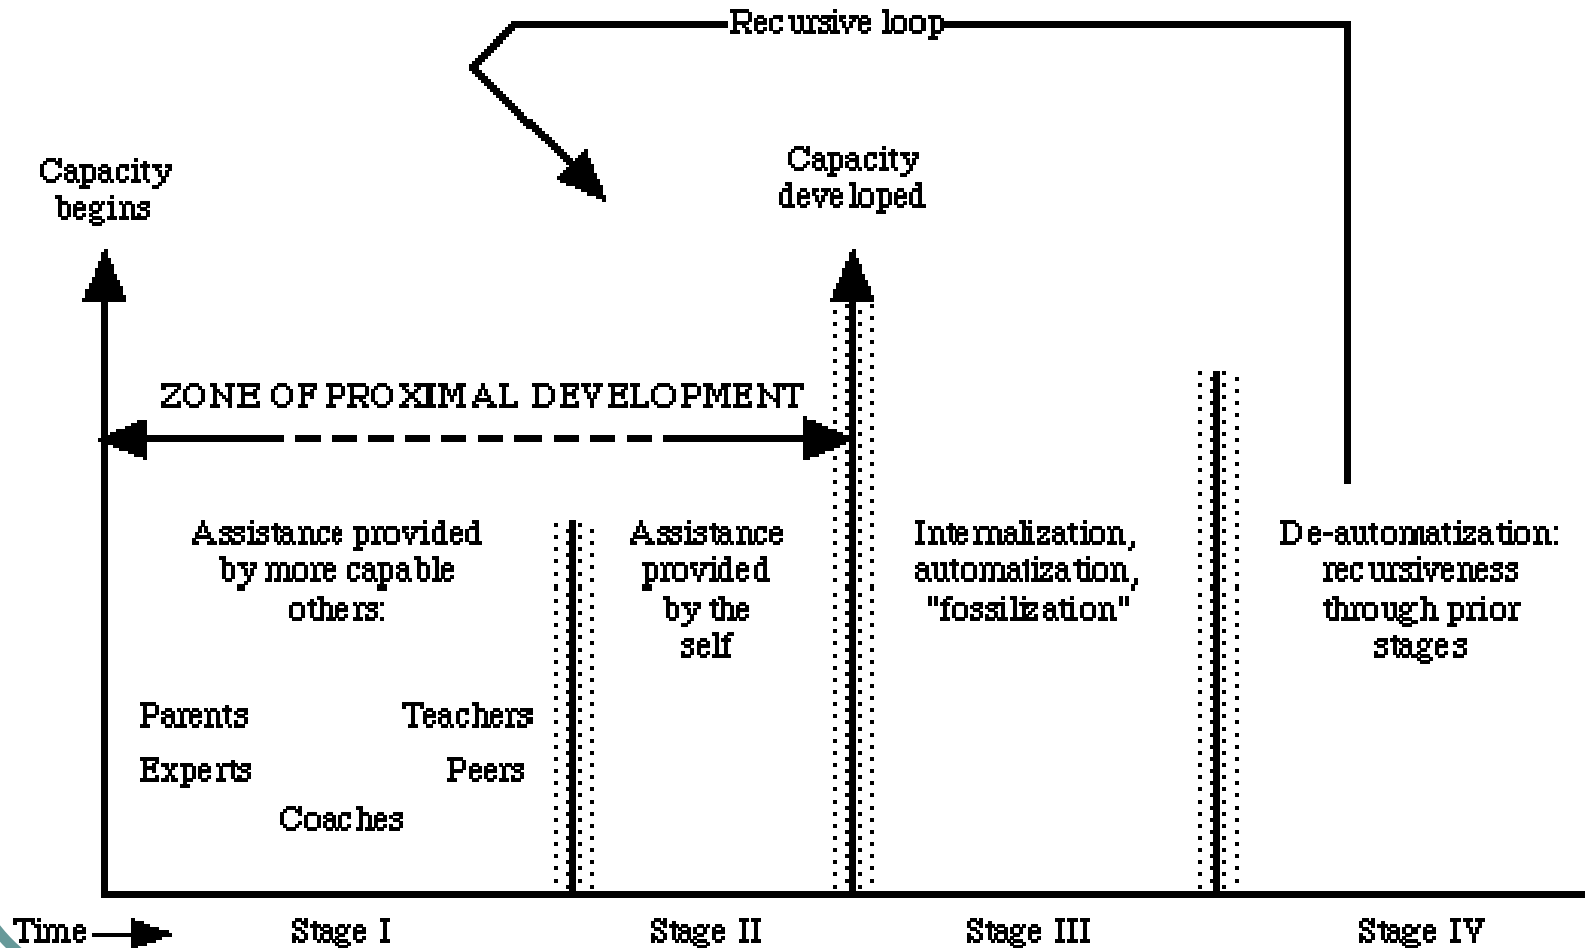 Recursive loop
Capacity
begins
Capacity
developed
ZONE OF PROXIMAL DEVELOPMENT
Assistance provided
by more capable
others:
Parents
Teachers
Experts
Peers
Coaches
Assistance
provided
by the
self
Internalization,
automatization,
"fossilization"
De-automatization:
recursiveness
through prior
stages
Time
Stage I
Stage II
Stage III
Stage IV